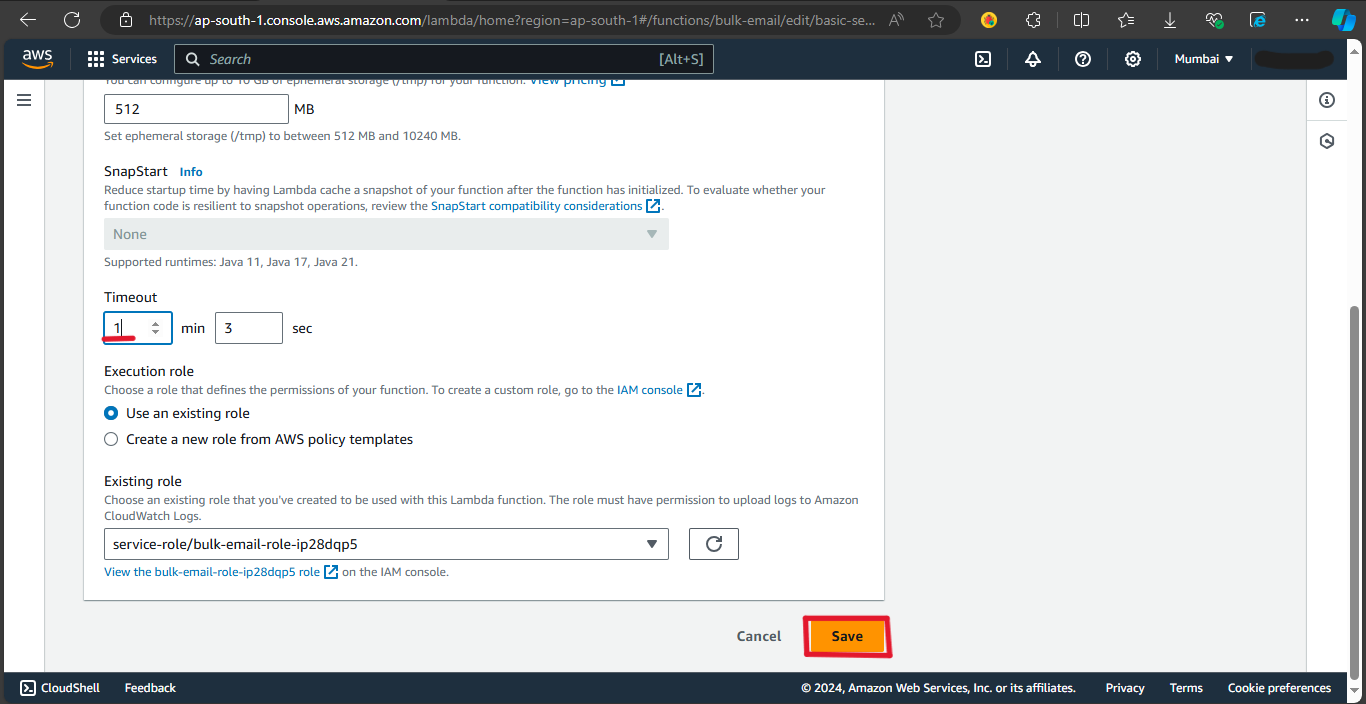 https://ap-south-1.console.aws.amazon.com/lambda/home?region=ap-south-1#/functions/bulk-email/edit/basic-se...
aws
Services
Search
[Alt+S]
Mumbai
You can configure up to 10 GB of ephemeral storage (/tmp) for your function. View pricing
512 MB
Set ephemeral storage (/tmp) to between 512 MB and 10240 MB.
SnapStart Info
Reduce startup time by having Lambda cache a snapshot of your function after the function has initialized. To evaluate whether your
function code is resilient to snapshot operations, review the SnapStart compatibility considerations.
None
Supported runtimes: Java 11, Java 17, Java 21.
Timeout
1 min 3 sec
Execution role
Choose a role that defines the permissions of your function. To create a custom role, go to the IAM console.
Use an existing role
Create a new role from AWS policy templates
Existing role
Choose an existing role that you've created to be used with this Lambda function. The role must have permission to upload logs to Amazon
CloudWatch Logs.
service-role/bulk-email-role-ip28dqp5
View the bulk-email-role-ip28dqp5 role on the IAM console.
Cancel
Save
CloudShell
Feedback
© 2024, Amazon Web Services, Inc. or its affiliates.
Privacy
Terms
Cookie preferences